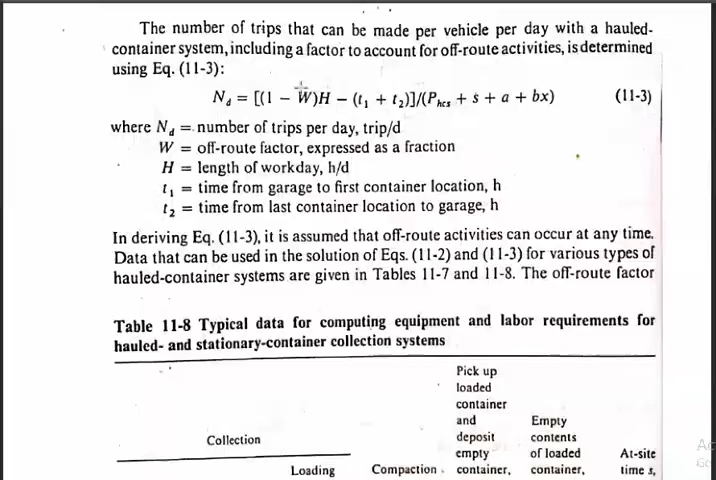 The number of trips that can be made per vehicle per day with a hauled-
container system, including a factor to account for off-route activities, is determined
using Eq. (11-3):
N_d = [(1 − W)H − (t₁ + t₂)]/(P_hcs + s + a + bx) (11-3)
where N_d = number of trips per day, trip/d
W = off-route factor, expressed as a fraction
H = length of workday, h/d
t₁ = time from garage to first container location, h
t₂ = time from last container location to garage, h
In deriving Eq. (11-3), it is assumed that off-route activities can occur at any time.
Data that can be used in the solution of Eqs. (11-2) and (11-3) for various types of
hauled-container systems are given in Tables 11-7 and 11-8. The off-route factor
Table 11-8 Typical data for computing equipment and labor requirements for
hauled- and stationary-container collection systems
Pick up
loaded
container
and Empty
Collection deposit contents
empty of loaded At-site
Loading Compaction container, container, time s,